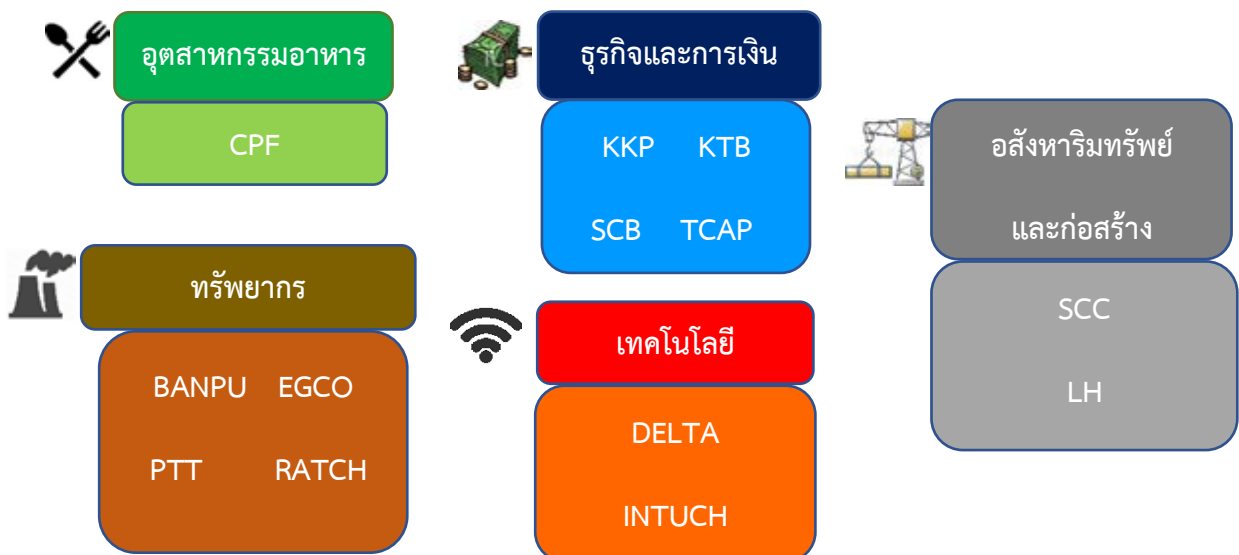 อุตสาหกรรมอาหาร
CPF
ธุรกิจและการเงิน
KKP KTB
SCB TCAP
อสังหาริมทรัพย์
และก่อสร้าง
SCC
LH
ทรัพยากร
BANPU EGCO
PTT RATCH
เทคโนโลยี
DELTA
INTUCH